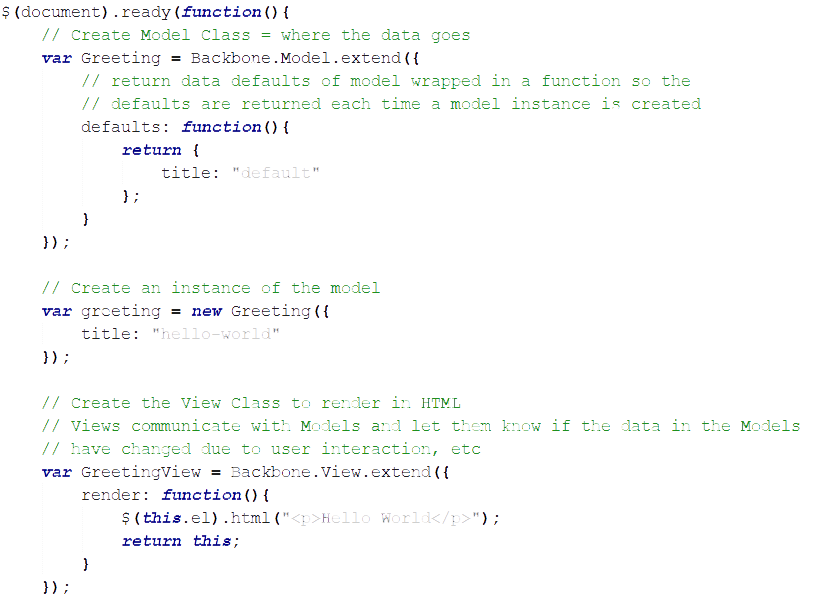 $(document).ready(function(){
    // Create Model Class = where the data goes
    var Greeting = Backbone.Model.extend({
        // return data defaults of model wrapped in a function so the
        // defaults are returned each time a model instance is created
        defaults: function(){
            return {
                title: "default"
            };
        }
    });

    // Create an instance of the model
    var greeting = new Greeting({
        title: "hello-world"
    });

    // Create the View Class to render in HTML
    // Views communicate with Models and let them know if the data in the Models
    // have changed due to user interaction, etc
    var GreetingView = Backbone.View.extend({
        render: function(){
            $(this.el).html("<p>Hello World</p>");
            return this;
        }
    });